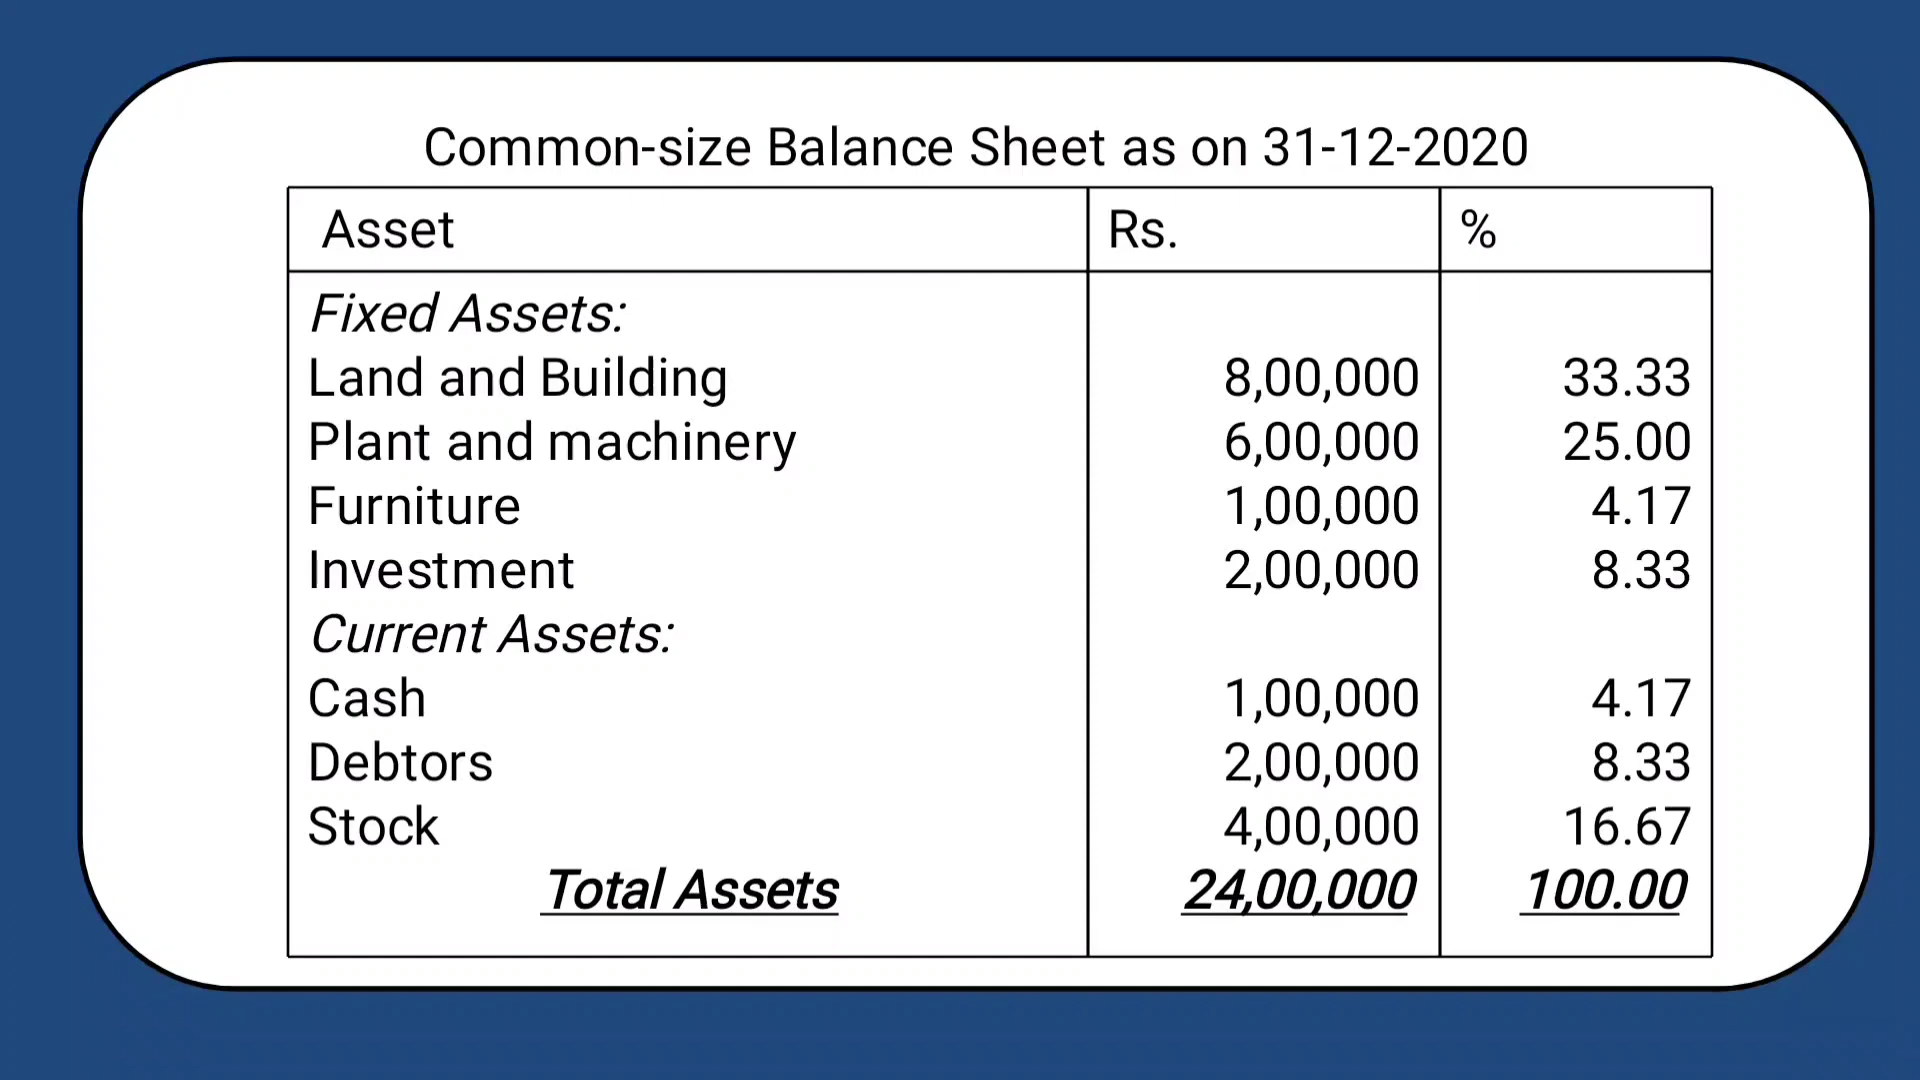 Common-size Balance Sheet as on 31-12-2020
Asset Rs. %
Fixed Assets:
Land and Building 8,00,000 33.33
Plant and machinery 6,00,000 25.00
Furniture 1,00,000 4.17
Investment 2,00,000 8.33
Current Assets:
Cash 1,00,000 4.17
Debtors 2,00,000 8.33
Stock 4,00,000 16.67
Total Assets 24,00,000 100.00